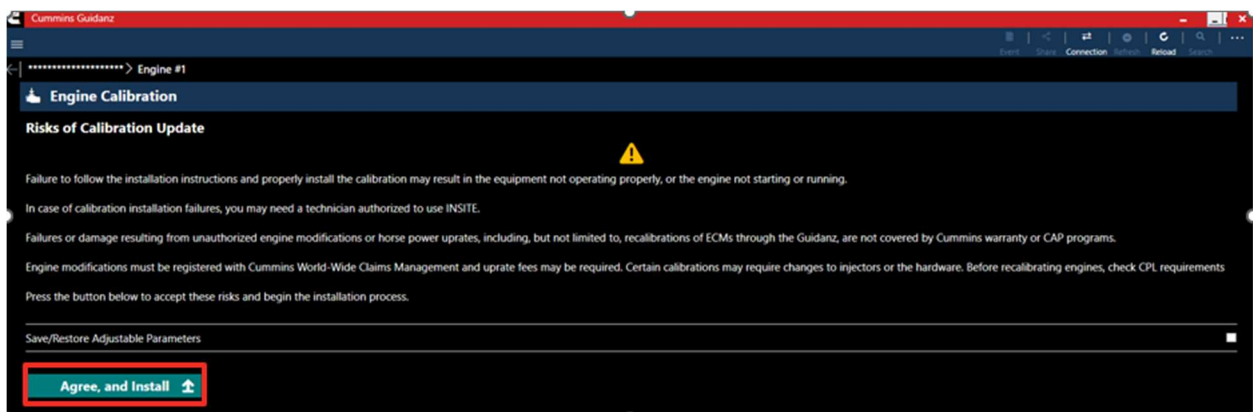 Cummins Guidanz
Event Share Connection Refresh Reload Search
******************** > Engine #1
Engine Calibration
Risks of Calibration Update
Failure to follow the installation instructions and properly install the calibration may result in the equipment not operating properly, or the engine not starting or running.
In case of calibration installation failures, you may need a technician authorized to use INSITE.
Failures or damage resulting from unauthorized engine modifications or horse power uprates, including, but not limited to, recalibrations of ECMs through the Guidanz, are not covered by Cummins warranty or CAP programs.
Engine modifications must be registered with Cummins World-Wide Claims Management and uprate fees may be required. Certain calibrations may require changes to injectors or the hardware. Before recalibrating engines, check CPL requirements
Press the button below to accept these risks and begin the installation process.
Save/Restore Adjustable Parameters
Agree, and Install